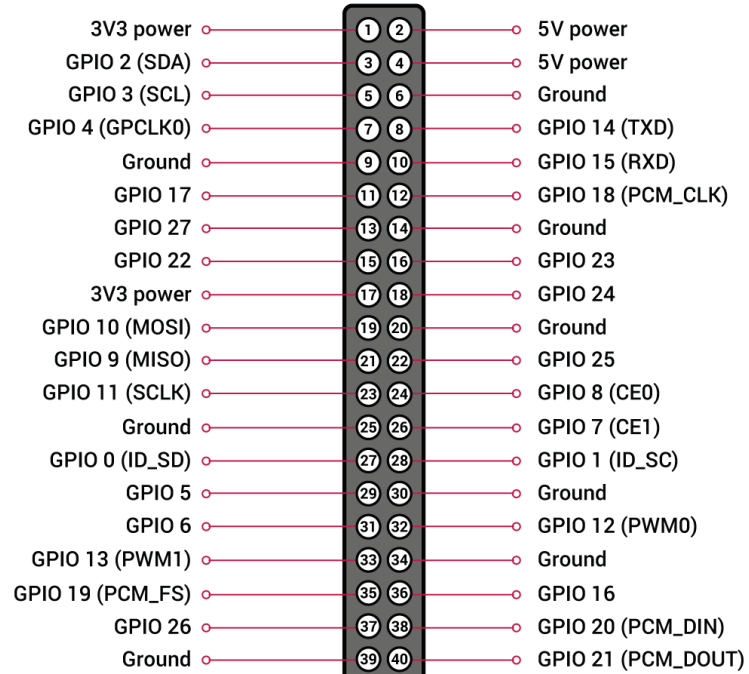 3V3 power 1 2 5V power
GPIO 2 (SDA) 3 4 5V power
GPIO 3 (SCL) 5 6 Ground
GPIO 4 (GPCLK0) 7 8 GPIO 14 (TXD)
Ground 9 10 GPIO 15 (RXD)
GPIO 17 11 12 GPIO 18 (PCM_CLK)
GPIO 27 13 14 Ground
GPIO 22 15 16 GPIO 23
3V3 power 17 18 GPIO 24
GPIO 10 (MOSI) 19 20 Ground
GPIO 9 (MISO) 21 22 GPIO 25
GPIO 11 (SCLK) 23 24 GPIO 8 (CE0)
Ground 25 26 GPIO 7 (CE1)
GPIO 0 (ID_SD) 27 28 GPIO 1 (ID_SC)
GPIO 5 29 30 Ground
GPIO 6 31 32 GPIO 12 (PWM0)
GPIO 13 (PWM1) 33 34 Ground
GPIO 19 (PCM_FS) 35 36 GPIO 16
GPIO 26 37 38 GPIO 20 (PCM_DIN)
Ground 39 40 GPIO 21 (PCM_DOUT)